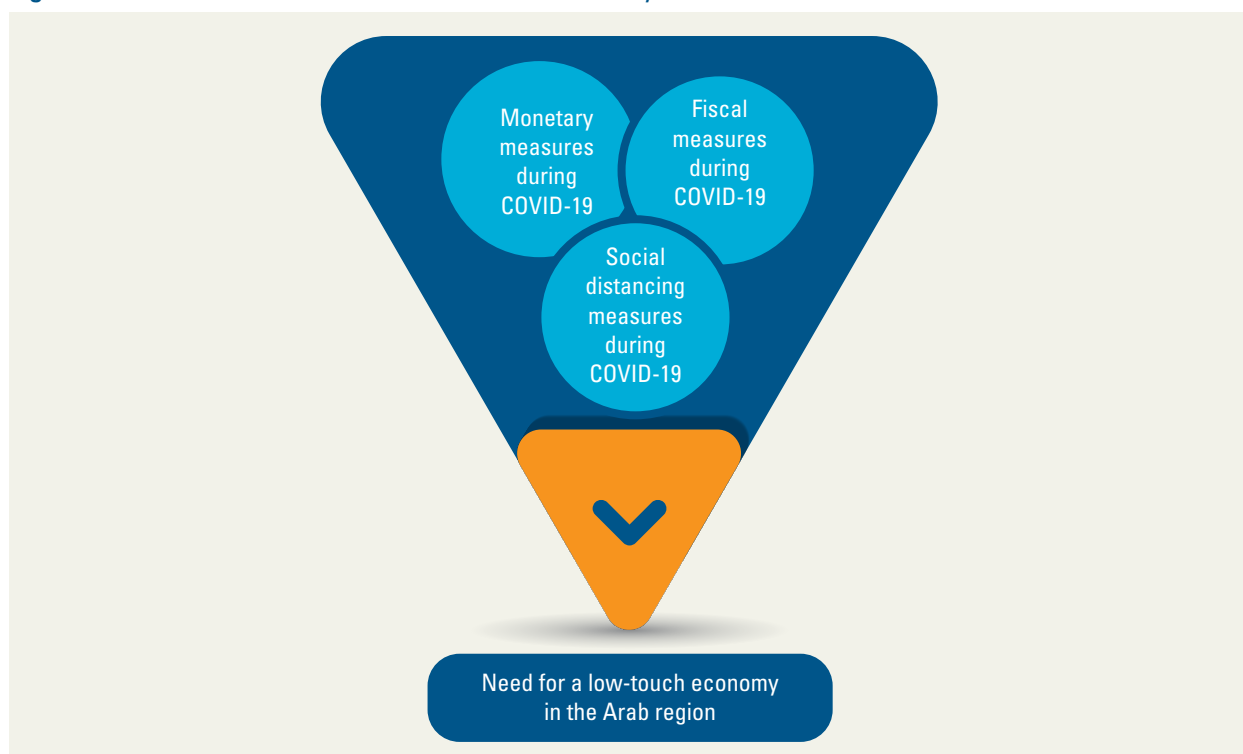 Monetary
measures
during
COVID-19
Fiscal
measures
during
COVID-19
Social
distancing
measures
during
COVID-19
Need for a low-touch economy
in the Arab region